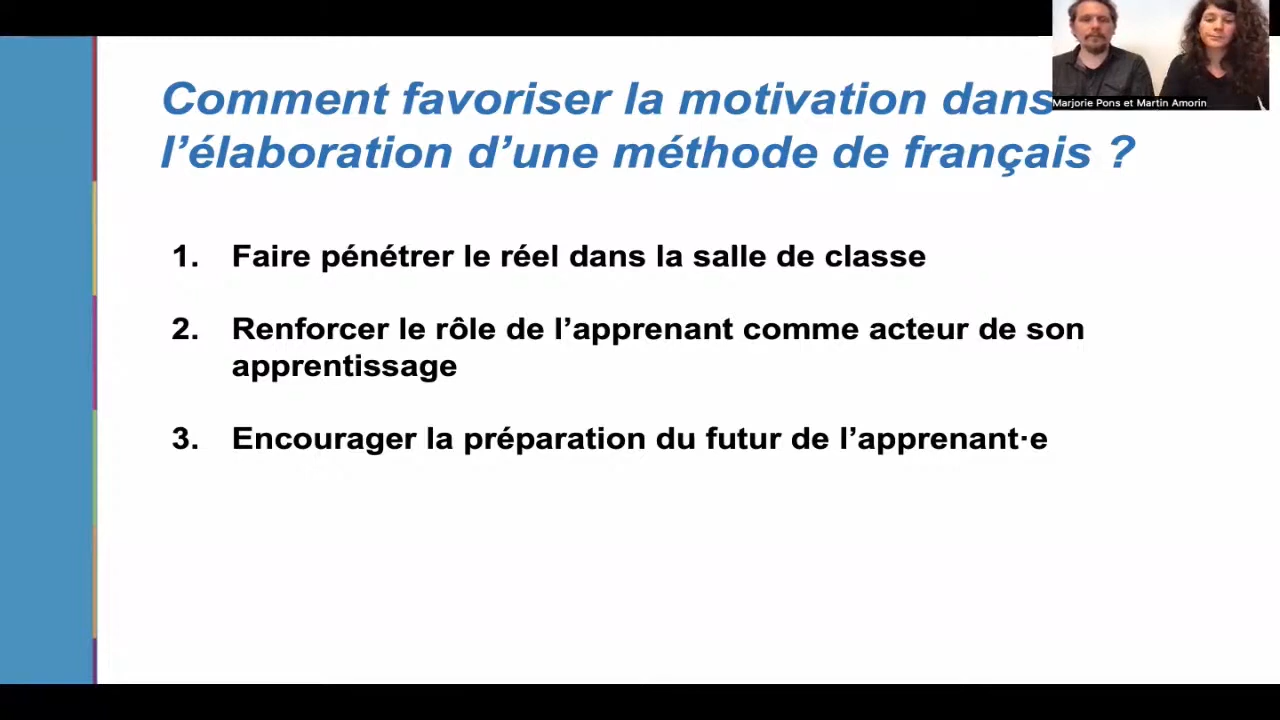 Comment favoriser la motivation dans
l’élaboration d’une méthode de français ?
Marjorie Pons et Martin Amorin
1. Faire pénétrer le réel dans la salle de classe
2. Renforcer le rôle de l’apprenant comme acteur de son
apprentissage
3. Encourager la préparation du futur de l’apprenant·e